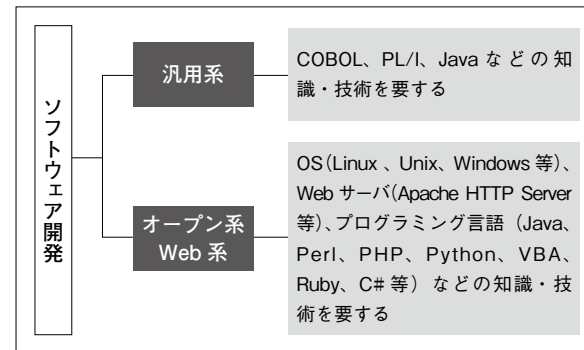 ソフトウェア開発
汎用系
COBOL、PL/I、Java などの知
識・技術を要する
オープン系
Web 系
OS(Linux 、Unix、Windows 等)、
Web サーバ(Apache HTTP Server
等)、プログラミング言語（Java、
Perl、PHP、Python、VBA、
Ruby、C# 等）などの知識・技
術を要する